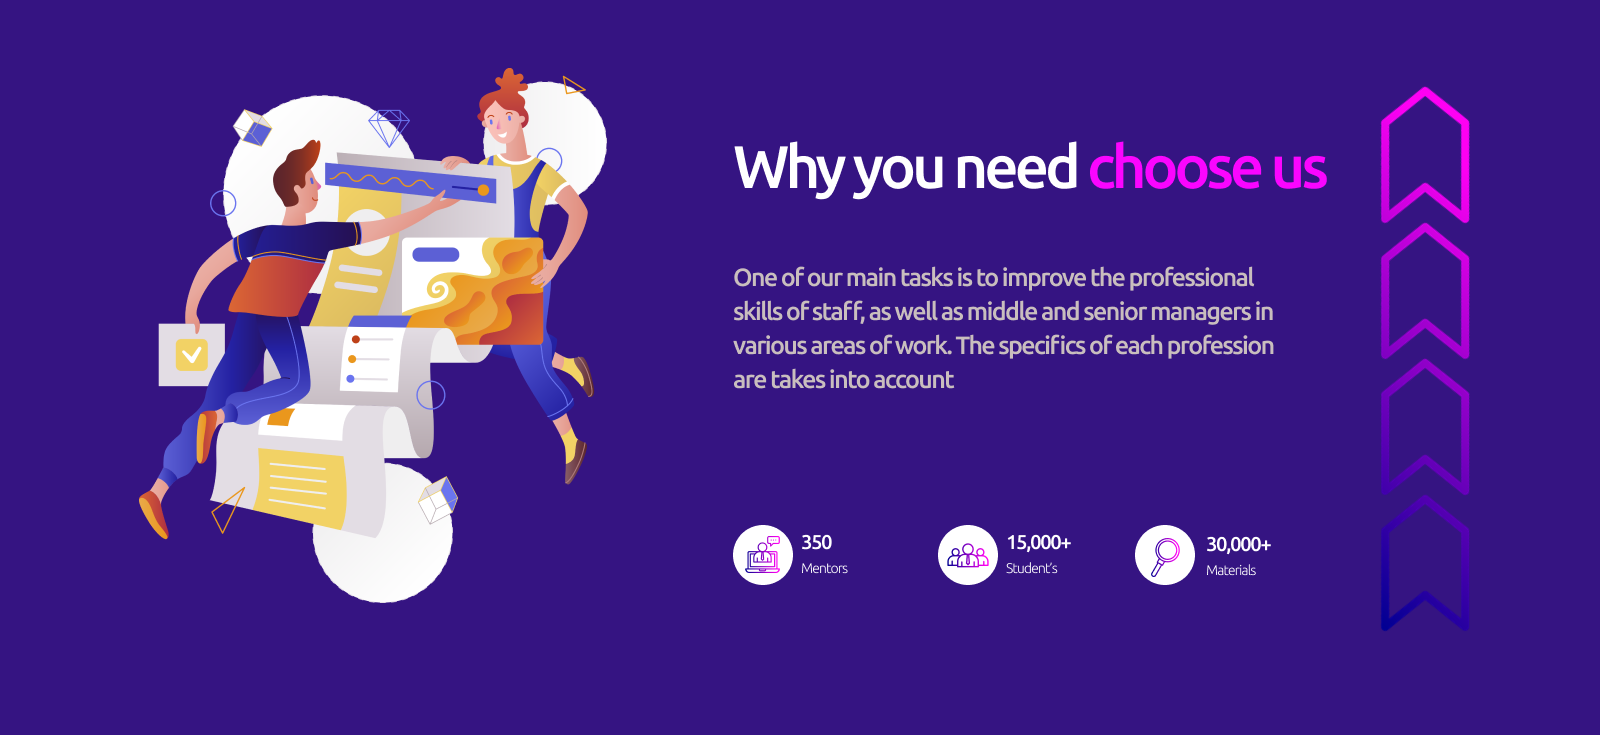 Why you need choose us
One of our main tasks is to improve the professional
skills of staff, as well as middle and senior managers in
various areas of work. The specifics of each profession
are takes into account
350
Mentors
15,000+
Student's
30,000+
Materials